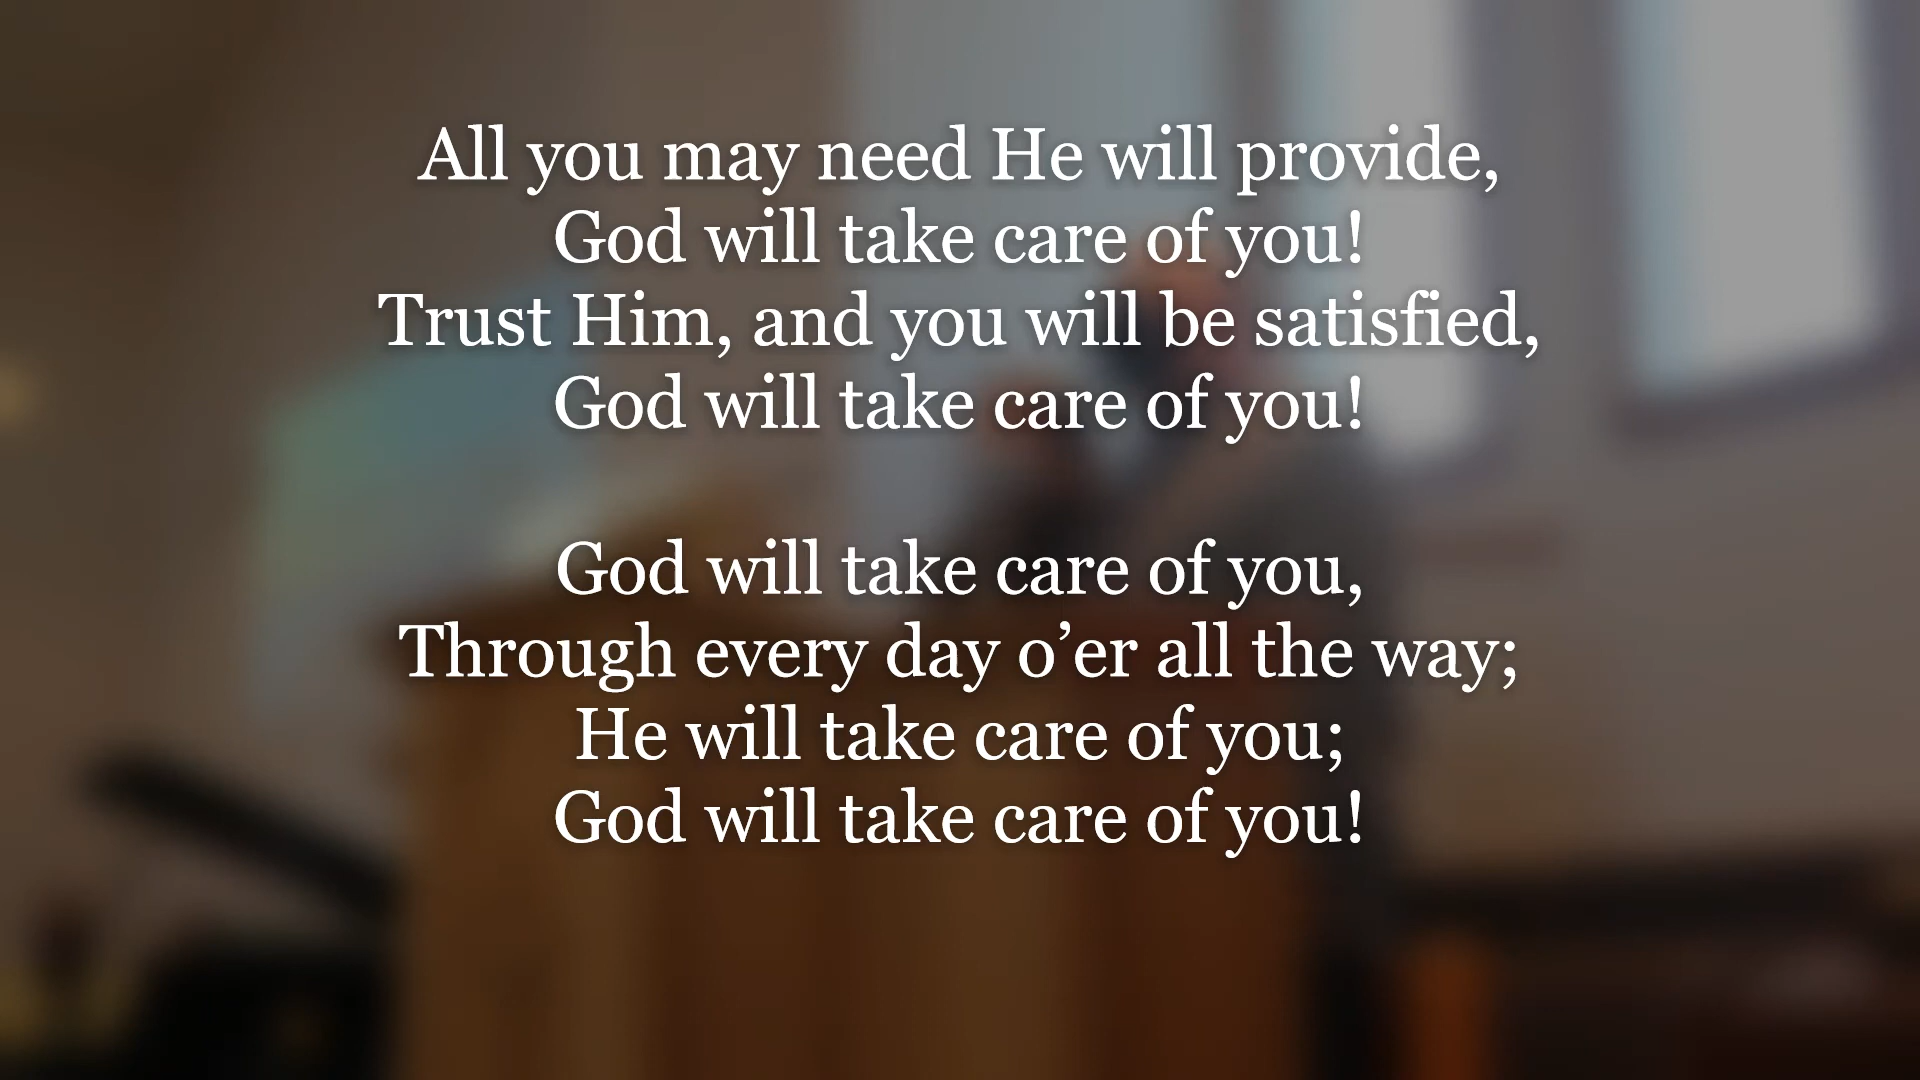 All you may need He will provide,
God will take care of you!
Trust Him, and you will be satisfied,
God will take care of you!
God will take care of you,
Through every day o’er all the way;
He will take care of you;
God will take care of you!